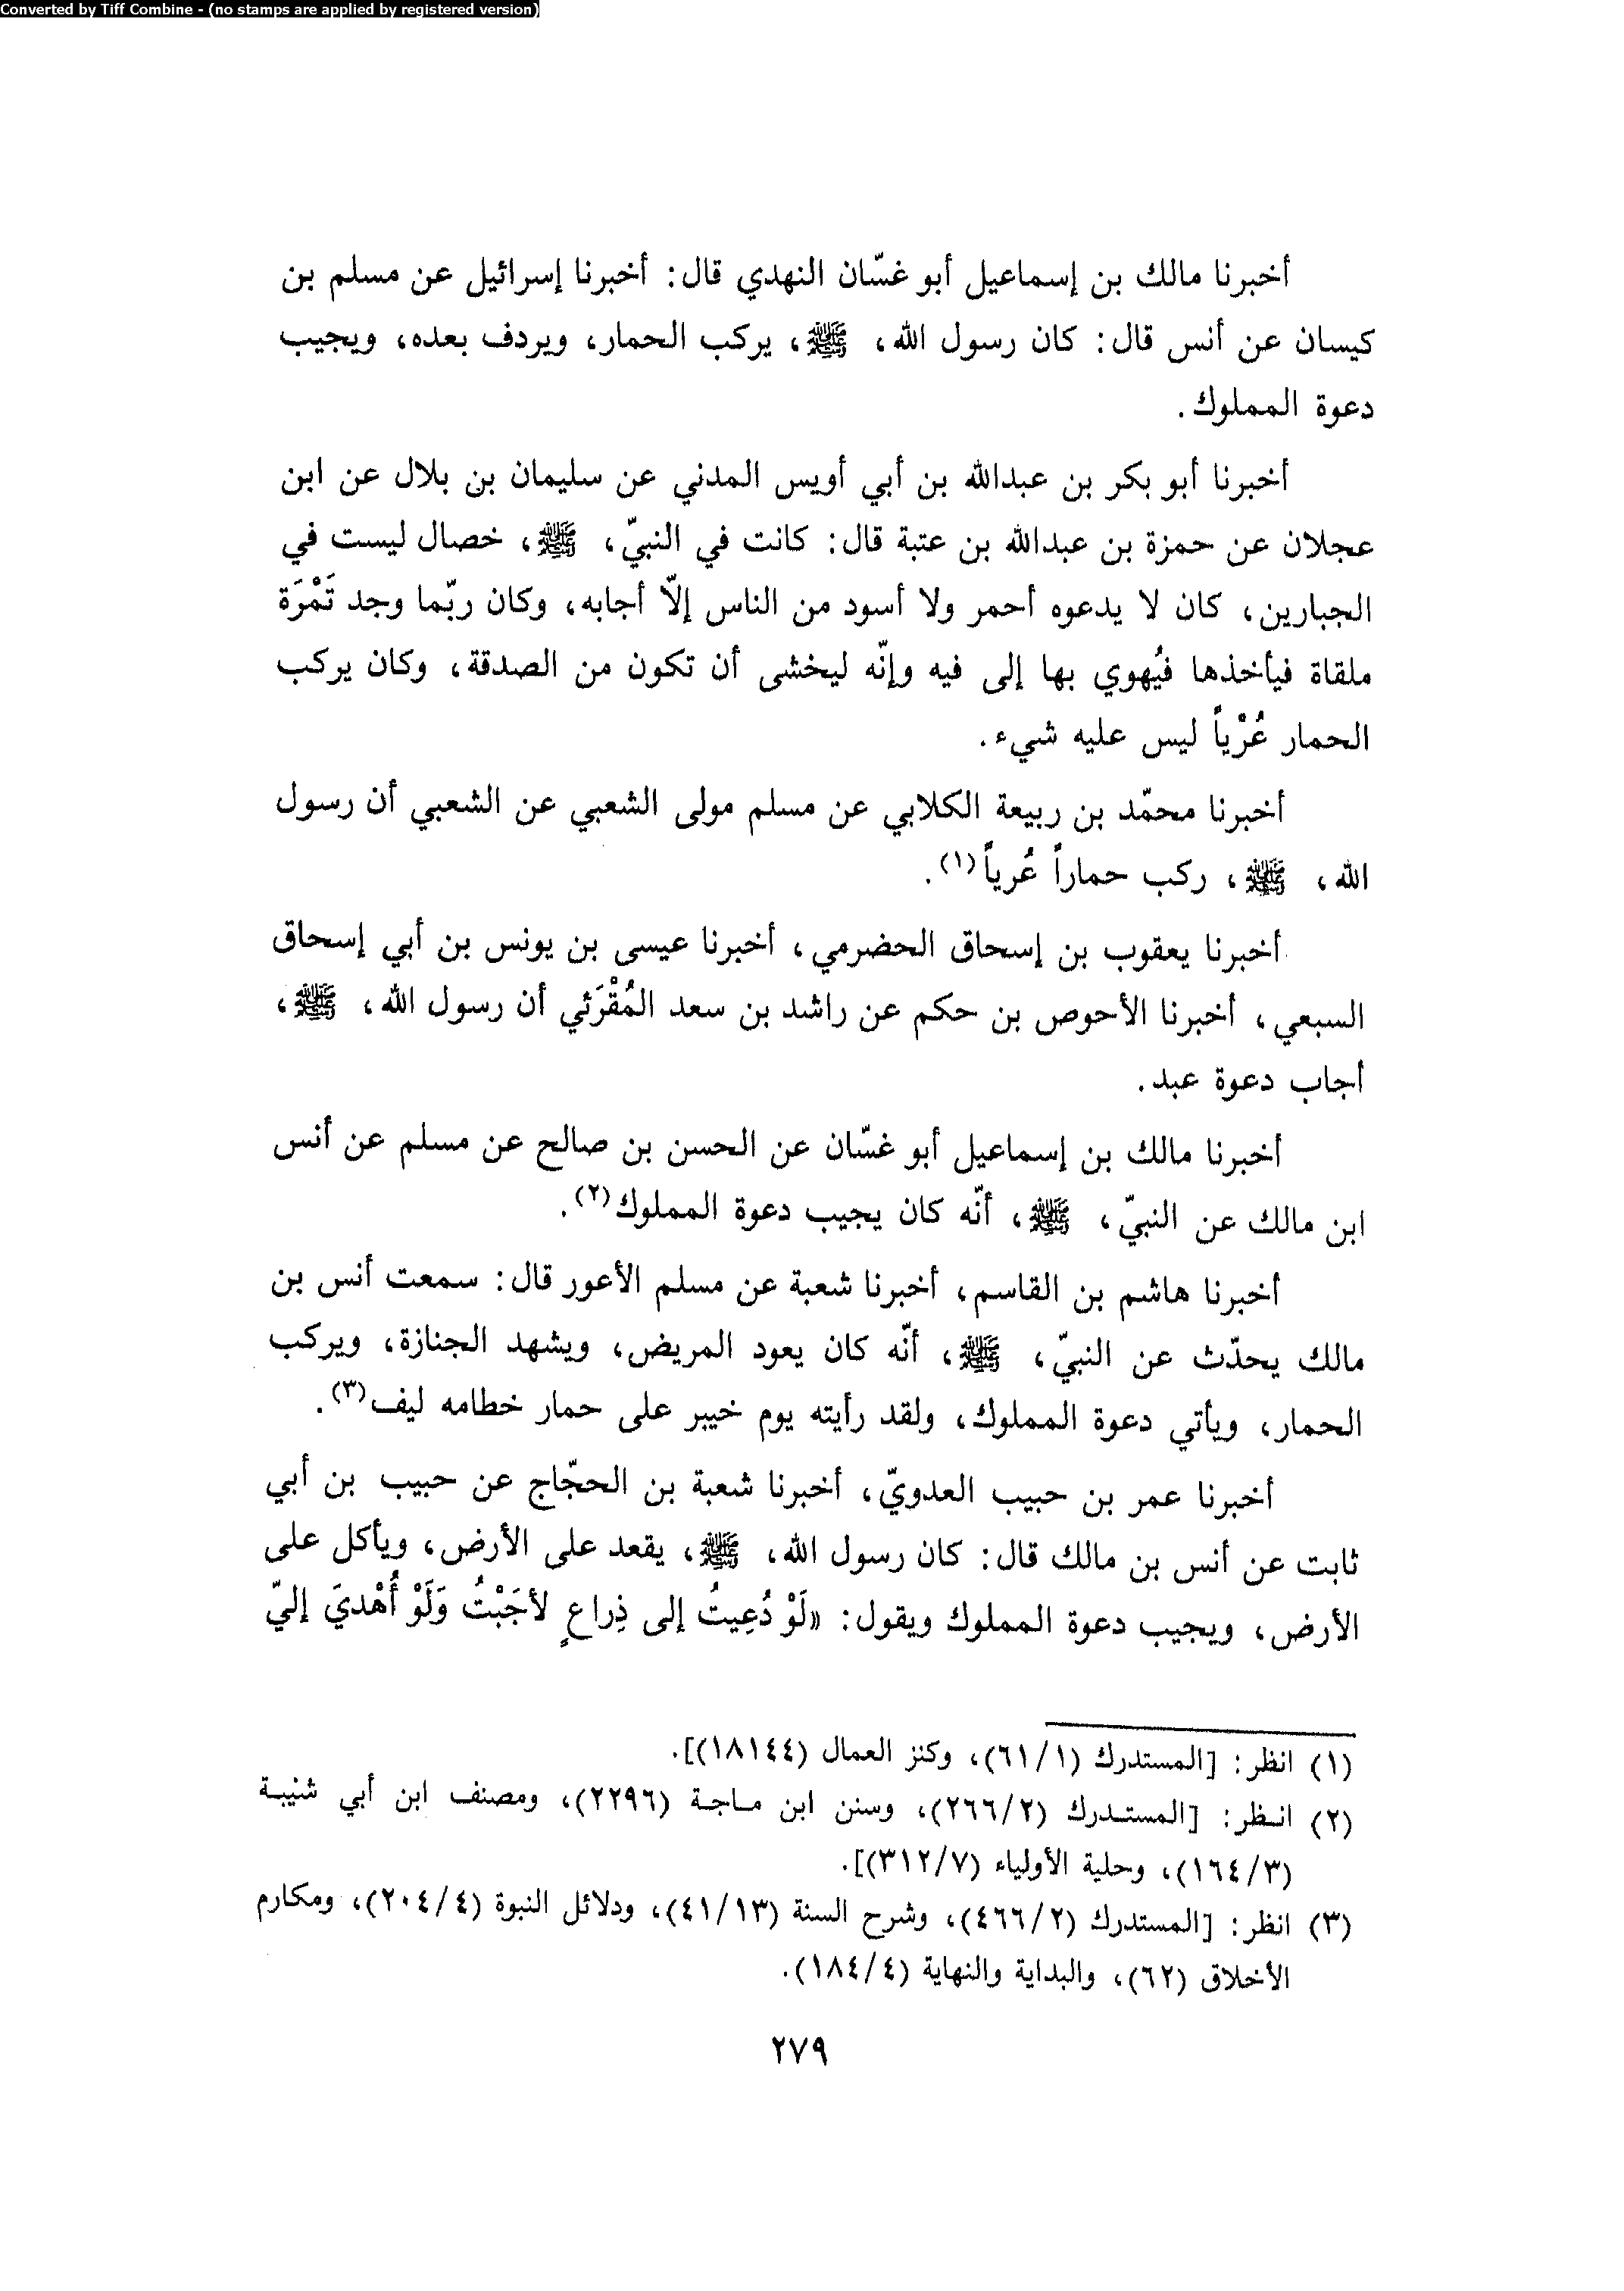 Converted by Tiff Combine - (no stamps are applied by registered version)
أخبرنا مالك بن إسماعيل أبو غسّان النهدي قال: أخبرنا إسرائيل عن مسلم بن
كيسان عن أنس قال: كان رسول الله، ﷺ، يركب الحمار، ويردف بعده، ويجيب
دعوة المملوك.
أخبرنا أبو بكر بن عبدالله بن أبي أويس المدني عن سليمان بن بلال عن ابن
عجلان عن حمزة بن عبدالله بن عتبة قال: كانت في النبيّ، ﷺ، خصال ليست في
الجبارين، كان لا يدعوه أحمر ولا أسود من الناس إلّا أجابه، وكان ربّما وجد تَمْرَة
ملقاة فيأخذها فيُهوي بها إلى فيه وإنّه ليخشى أن تكون من الصدقة، وكان يركب
الحمار عُرْياً ليس عليه شيء.
أخبرنا محمّد بن ربيعة الكلابي عن مسلم مولى الشعبي عن الشعبي أن رسول
الله، ﷺ، ركب حماراً عُرياً(١).
أخبرنا يعقوب بن إسحاق الحضرمي، أخبرنا عيسى بن يونس بن أبي إسحاق
السبعي، أخبرنا الأحوص بن حكم عن راشد بن سعد المُقْرَئي أن رسول الله، ﷺ،
أجاب دعوة عبد.
أخبرنا مالك بن إسماعيل أبو غسّان عن الحسن بن صالح عن مسلم عن أنس
ابن مالك عن النبيّ، ﷺ، أنّه كان يجيب دعوة المملوك(٢).
أخبرنا هاشم بن القاسم، أخبرنا شعبة عن مسلم الأعور قال: سمعت أنس بن
مالك يحدّث عن النبيّ، ﷺ، أنّه كان يعود المريض، ويشهد الجنازة، ويركب
الحمار، ويأتي دعوة المملوك، ولقد رأيته يوم خيبر على حمار خطامه ليف(٣).
أخبرنا عمر بن حبيب العدويّ، أخبرنا شعبة بن الحجّاج عن حبيب بن أبي
ثابت عن أنس بن مالك قال: كان رسول الله، ﷺ، يقعد على الأرض، ويأكل على
الأرض، ويجيب دعوة المملوك ويقول: «لَوْ دُعِيتُ إلى ذِراعٍ لأجَبْتُ وَلَوْ أُهْديَ إليّ
(١) انظر: [المستدرك (٦١/١)، وكنز العمال (١٨١٤٤)].
(٢) انظر: [المستدرك (٢٦٦/٢)، وسنن ابن ماجة (٢٢٩٦)، ومصنف ابن أبي شنيبة
(١٦٤/٣)، وحلية الأولياء (٣١٢/٧)].
(٣) انظر: [المستدرك (٤٦٦/٢)، وشرح السنة (٤١/١٣)، ودلائل النبوة (٢٠٤/٤)، ومكارم
الأخلاق (٦٢)، والبداية والنهاية (١٨٤/٤).
٢٧٩